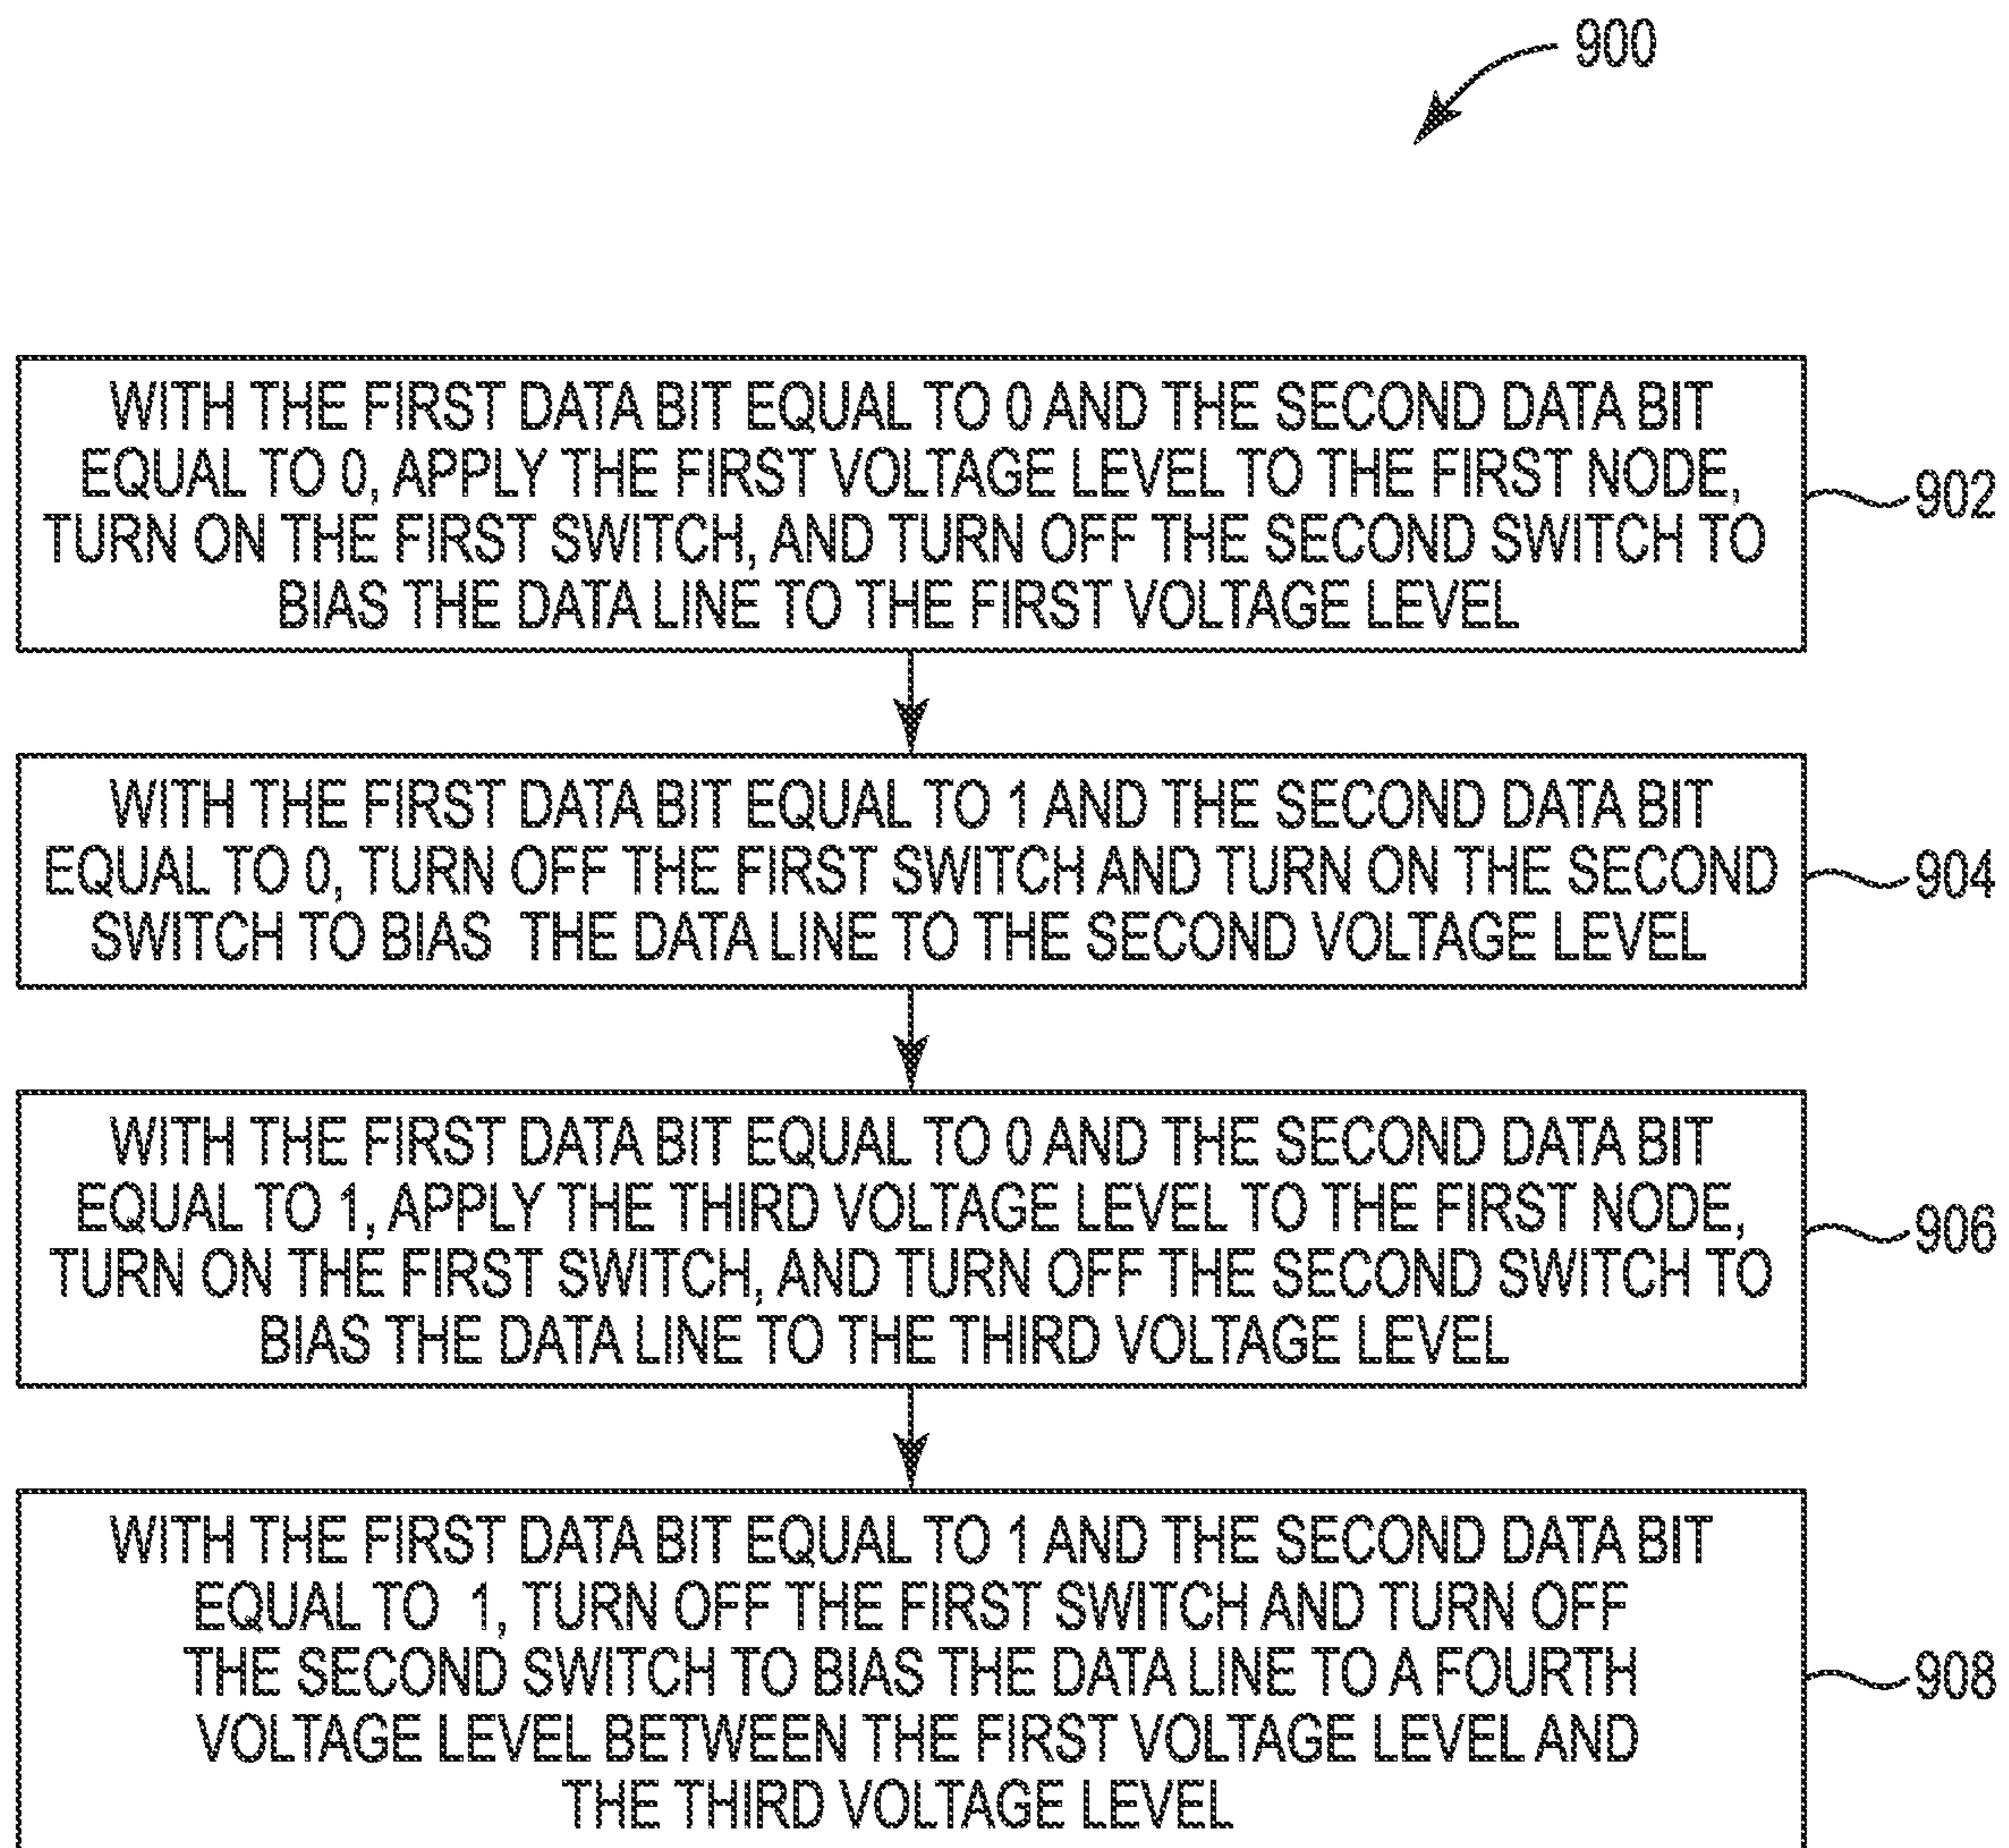 900
WITH THE FIRST DATA BIT EQUAL TO 0 AND THE SECOND DATA BIT
EQUAL TO 0, APPLY THE FIRST VOLTAGE LEVEL TO THE FIRST NODE,
TURN ON THE FIRST SWITCH, AND TURN OFF THE SECOND SWITCH TO
BIAS THE DATA LINE TO THE FIRST VOLTAGE LEVEL
902
WITH THE FIRST DATA BIT EQUAL TO 1 AND THE SECOND DATA BIT
EQUAL TO 0, TURN OFF THE FIRST SWITCH AND TURN ON THE SECOND
SWITCH TO BIAS THE DATA LINE TO THE SECOND VOLTAGE LEVEL
904
WITH THE FIRST DATA BIT EQUAL TO 0 AND THE SECOND DATA BIT
EQUAL TO 1, APPLY THE THIRD VOLTAGE LEVEL TO THE FIRST NODE,
TURN ON THE FIRST SWITCH, AND TURN OFF THE SECOND SWITCH TO
BIAS THE DATA LINE TO THE THIRD VOLTAGE LEVEL
906
WITH THE FIRST DATA BIT EQUAL TO 1 AND THE SECOND DATA BIT
EQUAL TO 1, TURN OFF THE FIRST SWITCH AND TURN OFF
THE SECOND SWITCH TO BIAS THE DATA LINE TO A FOURTH
VOLTAGE LEVEL BETWEEN THE FIRST VOLTAGE LEVEL AND
THE THIRD VOLTAGE LEVEL
908